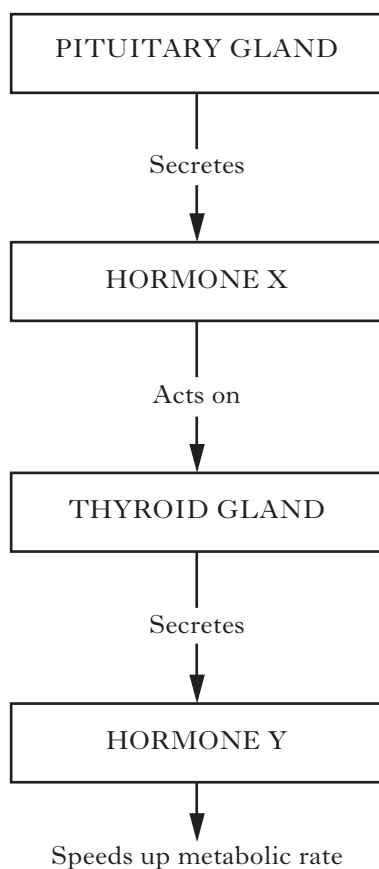 PITUITARY GLAND
Secretes
HORMONE X
Acts on
THYROID GLAND
Secretes
HORMONE Y
Speeds up metabolic rate